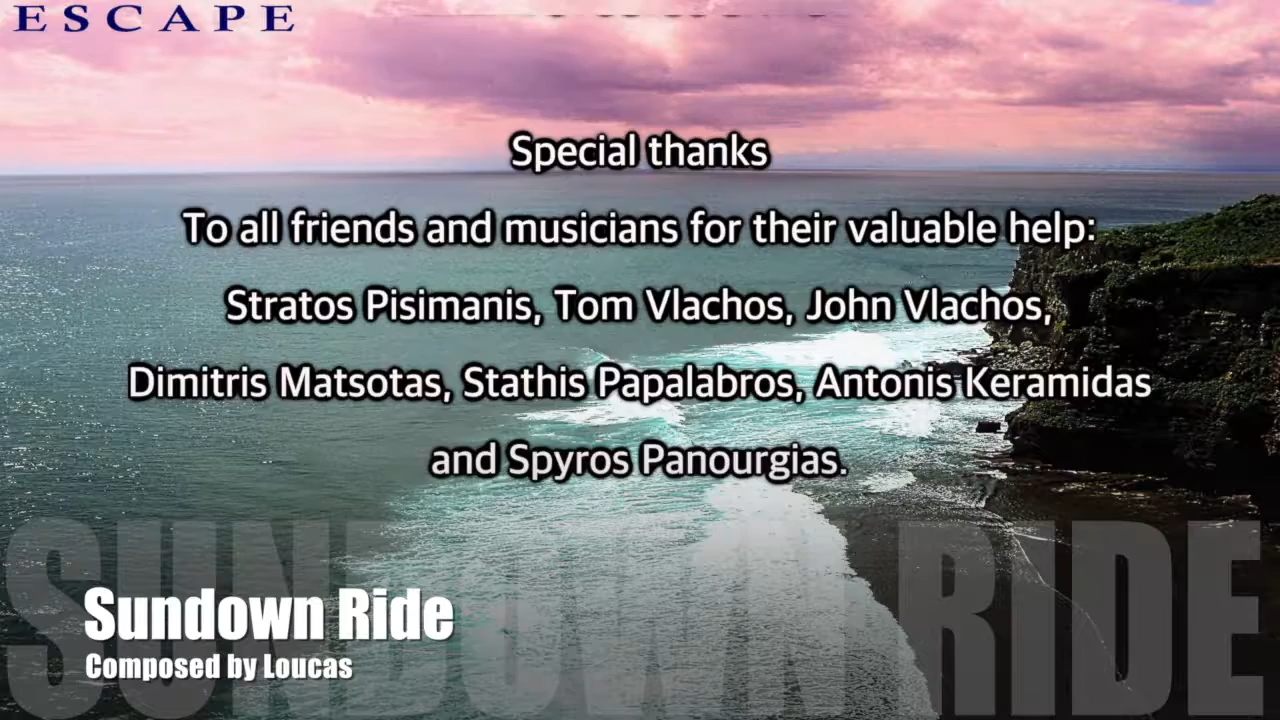 ESCAPE
Special thanks
To all friends and musicians for their valuable help:
Stratos Pisimanis, Tom Vlachos, John Vlachos,
Dimitris Matsotas, Stathis Papalabros, Antonis Keramidas
and Spyros Panourgias.
SUNDOWN RIDE
Sundown Ride
Composed by Loucas